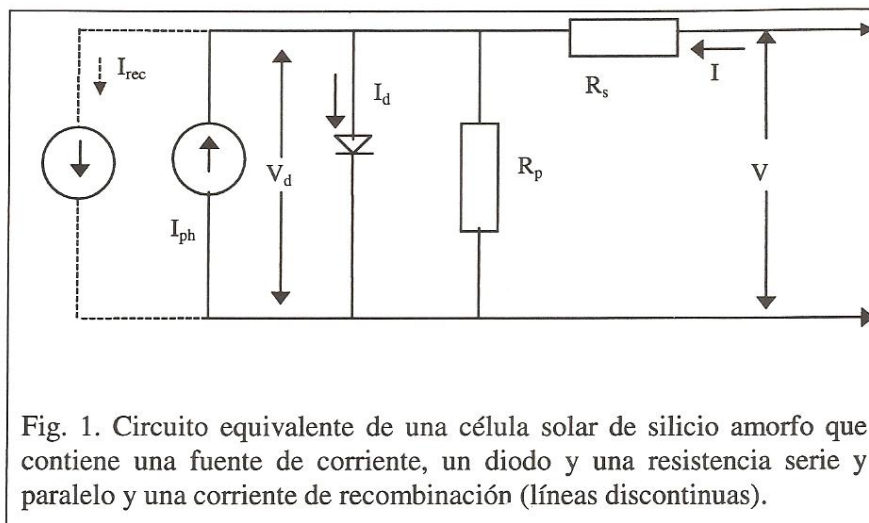 I_rec
I_d
I
R_s
V_d
R_p
V
I_ph
Fig. 1. Circuito equivalente de una célula solar de silicio amorfo que
contiene una fuente de corriente, un diodo y una resistencia serie y
paralelo y una corriente de recombinación (líneas discontinuas).